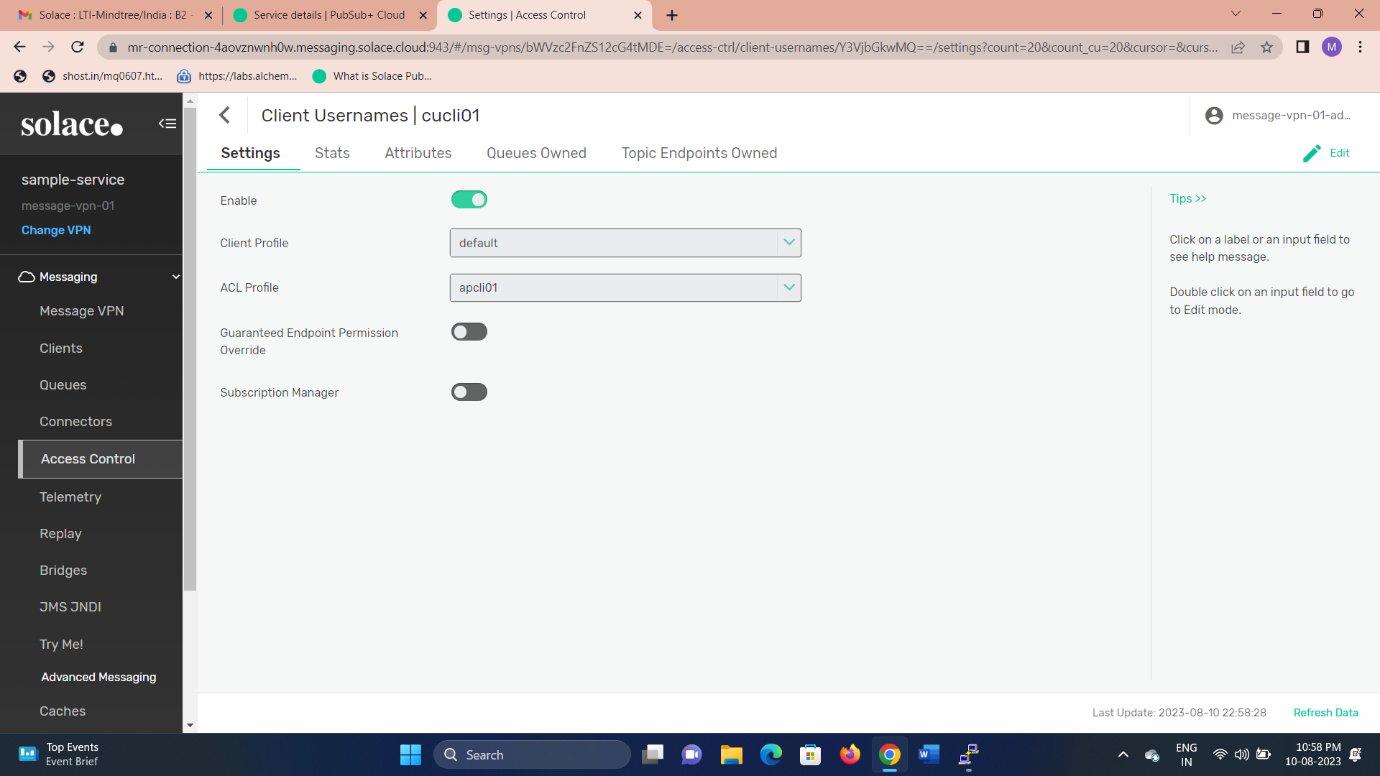 Solace : LTI-Mindtree/India : B2 -
Service details | PubSub+ Cloud
Settings | Access Control
mr-connection-4aovznwnh0w.messaging.solace.cloud:943/#/msg-vpns/bWVzc2FnZS12cG4tMDE=/access-ctrl/client-usernames/Y3VjbGkwMQ==/settings?count=20&count_cu=20&cursor=&curs...
M
shost.in/mq0607.ht...
https://labs.alchem...
What is Solace Pub...
solace.
Client Usernames | cucli01
message-vpn-01-ad...
Settings
Stats
Attributes
Queues Owned
Topic Endpoints Owned
Edit
sample-service
message-vpn-01
Change VPN
Messaging
Message VPN
Clients
Queues
Connectors
Access Control
Telemetry
Replay
Bridges
JMS JNDI
Try Me!
Advanced Messaging
Caches
Enable
Client Profile
default
ACL Profile
apcli01
Guaranteed Endpoint Permission
Override
Subscription Manager
Tips >>
Click on a label or an input field to
see help message.
Double click on an input field to go
to Edit mode.
Last Update: 2023-08-10 22:58:28
Refresh Data
Top Events
Event Brief
Search
ENG
IN
10:58 PM
10-08-2023